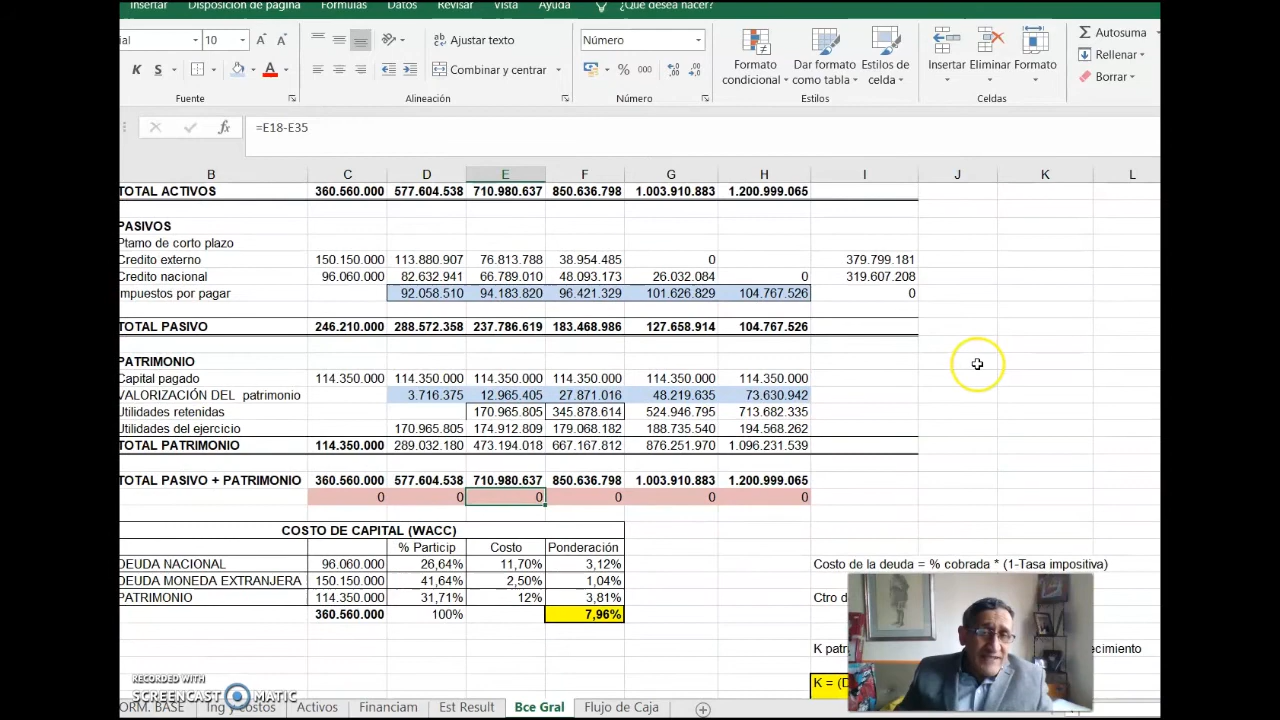 Insertar Disposición de página Fórmulas Datos Revisar Vista Ayuda ¿Qué desea hacer?
ial 10 A A ab Ajustar texto Número Σ Autosuma
Rellenar
K S A Combinar y centrar % 000 Formato condicional Dar formato como tabla Estilos de celda Insertar Eliminar Formato Borrar
Fuente Alineación Número Estilos Celdas
fx =E18-E35
B C D E F G H I J K L
TOTAL ACTIVOS 360.560.000 577.604.538 710.980.637 850.636.798 1.003.910.883 1.200.999.065
PASIVOS
Ptamo de corto plazo
Credito externo 150.150.000 113.880.907 76.813.788 38.954.485 0 379.799.181
Credito nacional 96.060.000 82.632.941 66.789.010 48.093.173 26.032.084 0 319.607.208
mpuestos por pagar 92.058.510 94.183.820 96.421.329 101.626.829 104.767.526 0
TOTAL PASIVO 246.210.000 288.572.358 237.786.619 183.468.986 127.658.914 104.767.526
PATRIMONIO
Capital pagado 114.350.000 114.350.000 114.350.000 114.350.000 114.350.000 114.350.000
VALORIZACIÓN DEL patrimonio 3.716.375 12.965.405 27.871.016 48.219.635 73.630.942
Utilidades retenidas 170.965.805 345.878.614 524.946.795 713.682.335
Utilidades del ejercicio 170.965.805 174.912.809 179.068.182 188.735.540 194.568.262
TOTAL PATRIMONIO 114.350.000 289.032.180 473.194.018 667.167.812 876.251.970 1.096.231.539
TOTAL PASIVO + PATRIMONIO 360.560.000 577.604.538 710.980.637 850.636.798 1.003.910.883 1.200.999.065
0 0 0 0 0 0
COSTO DE CAPITAL (WACC)
% Particip Costo Ponderación
DEUDA NACIONAL 96.060.000 26,64% 11,70% 3,12% Costo de la deuda = % cobrada * (1-Tasa impositiva)
DEUDA MONEDA EXTRANJERA 150.150.000 41,64% 2,50% 1,04%
PATRIMONIO 114.350.000 31,71% 12% 3,81% Ctro d
360.560.000 100% 7,96%
K patri ecimiento
K = (D
RECORDED WITH
SCREENCAST MATIC
ORM. BASE Ing y costos Activos Financiam Est Result Bce Gral Flujo de Caja